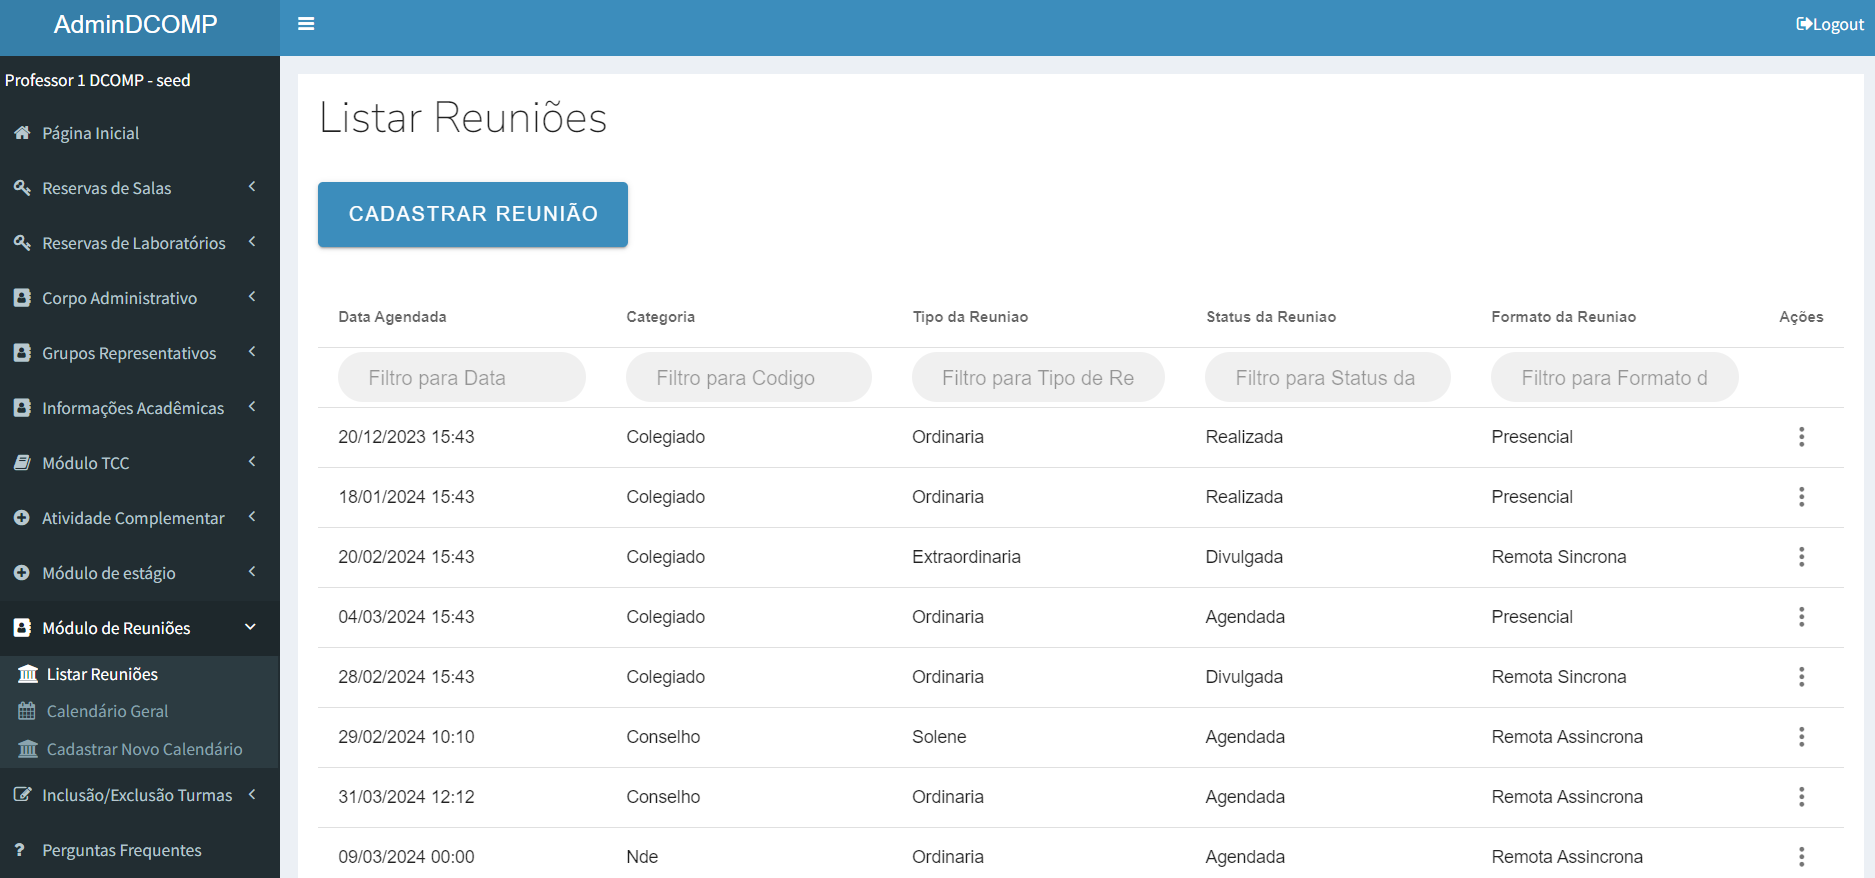 AdminDCOMP
Logout
Professor 1 DCOMP - seed
Página Inicial
Reservas de Salas
Reservas de Laboratórios
Corpo Administrativo
Grupos Representativos
Informações Acadêmicas
Módulo TCC
Atividade Complementar
Módulo de estágio
Módulo de Reuniões
Listar Reuniões
Calendário Geral
Cadastrar Novo Calendário
Inclusão/Exclusão Turmas
Perguntas Frequentes
Listar Reuniões
CADASTRAR REUNIÃO
Data Agendada Categoria Tipo da Reuniao Status da Reuniao Formato da Reuniao Ações
Filtro para Data Filtro para Codigo Filtro para Tipo de Re Filtro para Status da Filtro para Formato d
20/12/2023 15:43 Colegiado Ordinaria Realizada Presencial
18/01/2024 15:43 Colegiado Ordinaria Realizada Presencial
20/02/2024 15:43 Colegiado Extraordinaria Divulgada Remota Sincrona
04/03/2024 15:43 Colegiado Ordinaria Agendada Presencial
28/02/2024 15:43 Colegiado Ordinaria Divulgada Remota Sincrona
29/02/2024 10:10 Conselho Solene Agendada Remota Assincrona
31/03/2024 12:12 Conselho Ordinaria Agendada Remota Assincrona
09/03/2024 00:00 Nde Ordinaria Agendada Remota Assincrona